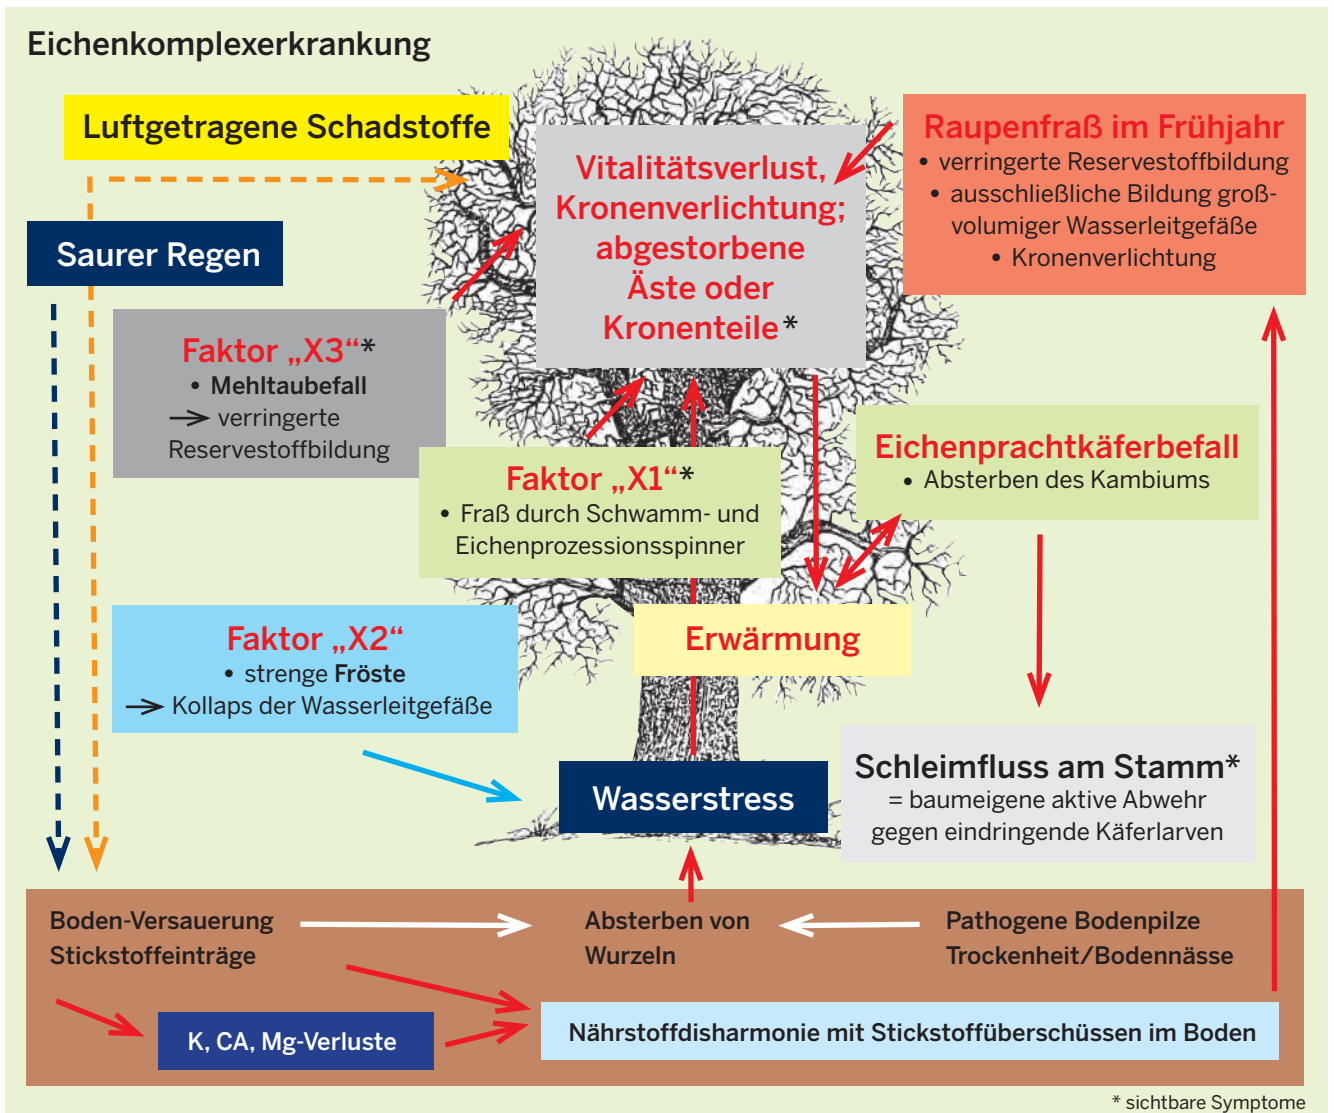 Eichenkomplexerkrankung
Luftgetragene Schadstoffe
Saurer Regen
Vitalitätsverlust,
Kronenverlichtung;
abgestorbene
Äste oder
Kronenteile*
Raupenfraß im Frühjahr
• verringerte Reservestoffbildung
• ausschließliche Bildung groß-
volumiger Wasserleitgefäße
• Kronenverlichtung
Faktor „X3“*
• Mehltaubefall
→ verringerte
Reservestoffbildung
Faktor „X1“*
• Fraß durch Schwamm- und
Eichenprozessionsspinner
Eichenprachtkäferbefall
• Absterben des Kambiums
Faktor „X2“
• strenge Fröste
→ Kollaps der Wasserleitgefäße
Erwärmung
Wasserstress
Schleimfluss am Stamm*
= baumeigene aktive Abwehr
gegen eindringende Käferlarven
Boden-Versauerung
Stickstoffeinträge
Absterben von
Wurzeln
Pathogene Bodenpilze
Trockenheit/Bodennässe
K, CA, Mg-Verluste
Nährstoffdisharmonie mit Stickstoffüberschüssen im Boden
* sichtbare Symptome